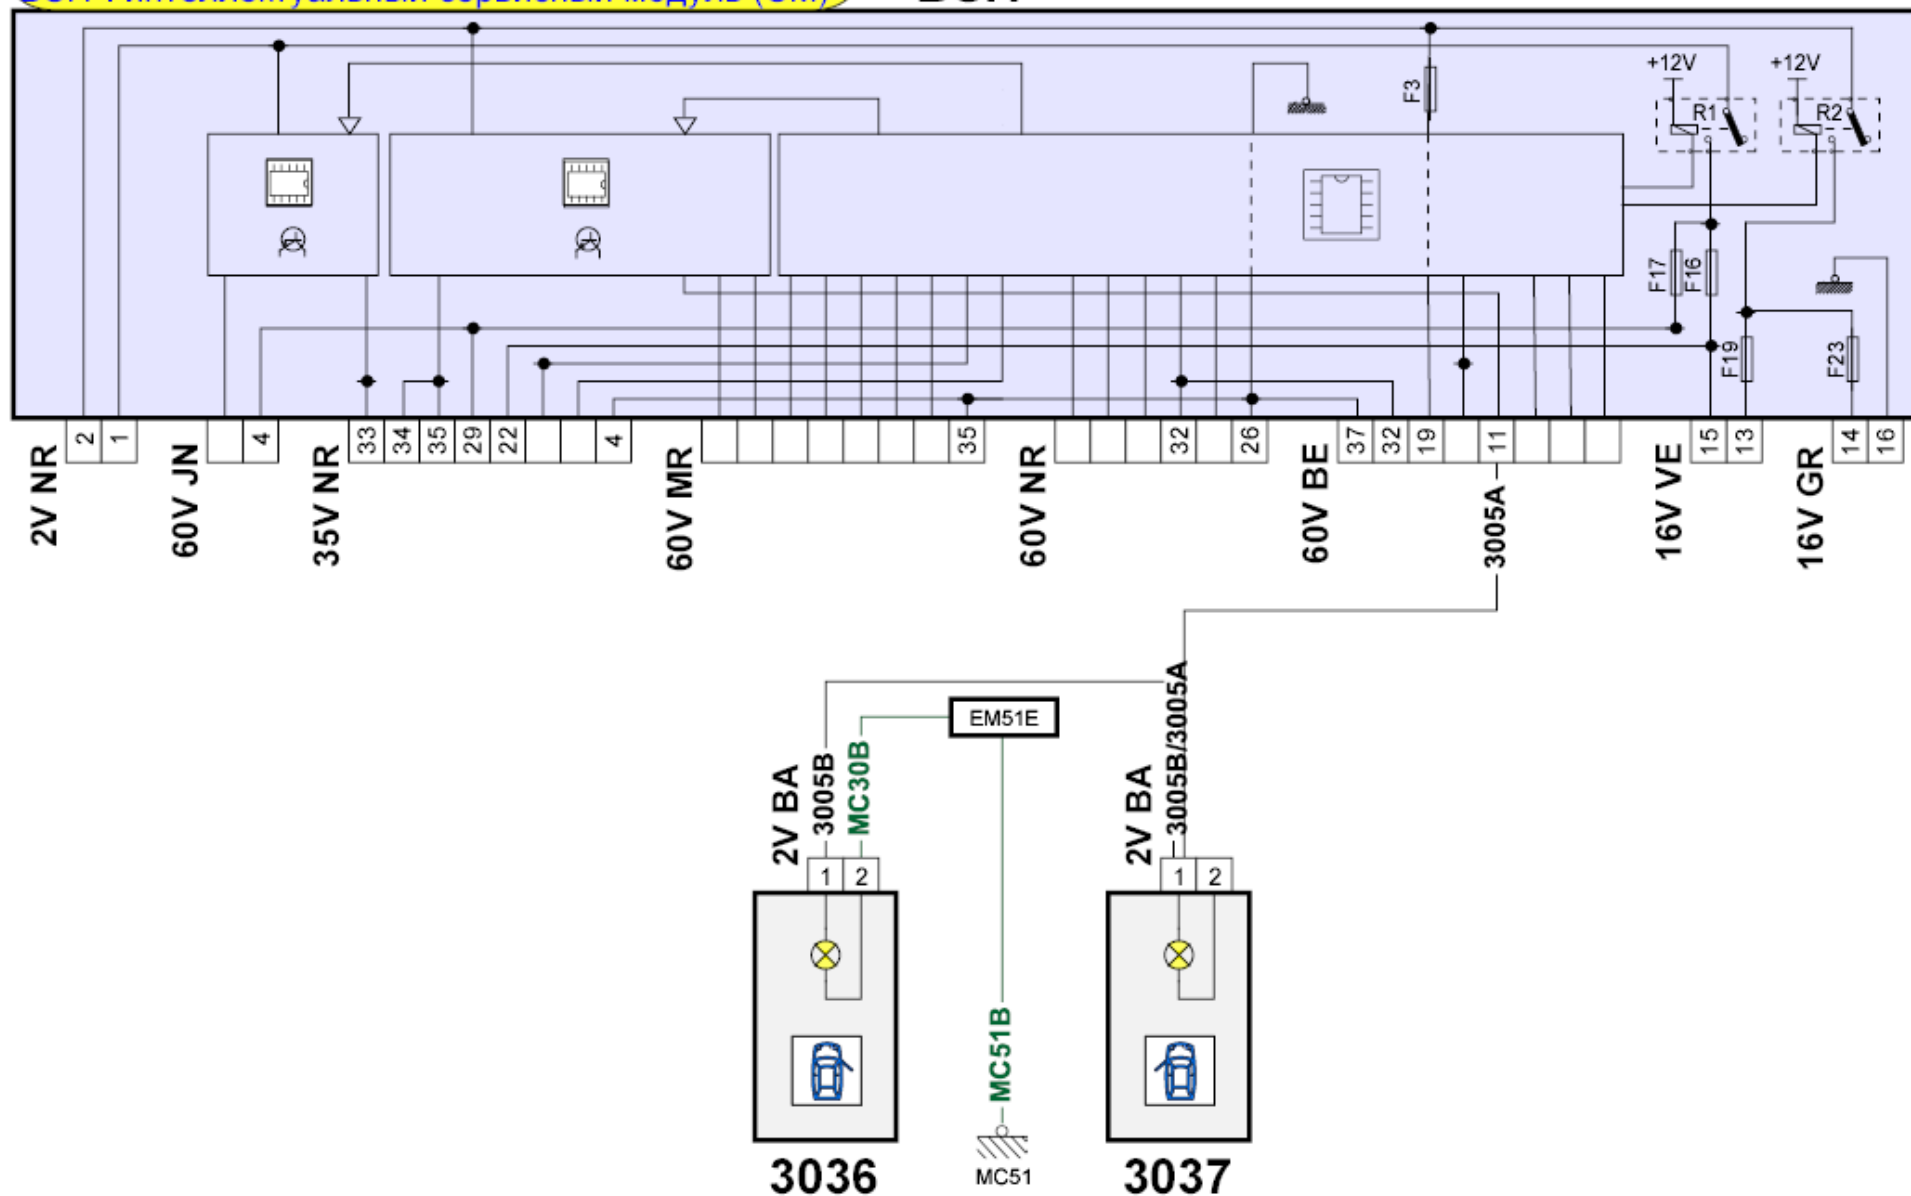 интеллектуальный сервисный модуль
+12V +12V
F3
R1 R2
F17 F16
F19 F23
2 1 4 33 34 35 29 22 4 35 32 26 37 32 19 11 15 13 14 16
2V NR 60V JN 35V NR 60V MR 60V NR 60V BE 3005A 16V VE 16V GR
EM51E
2V BA 3005B MC30B 2V BA 3005B/3005A
1 2 1 2
MC51B
MC51
3036 3037